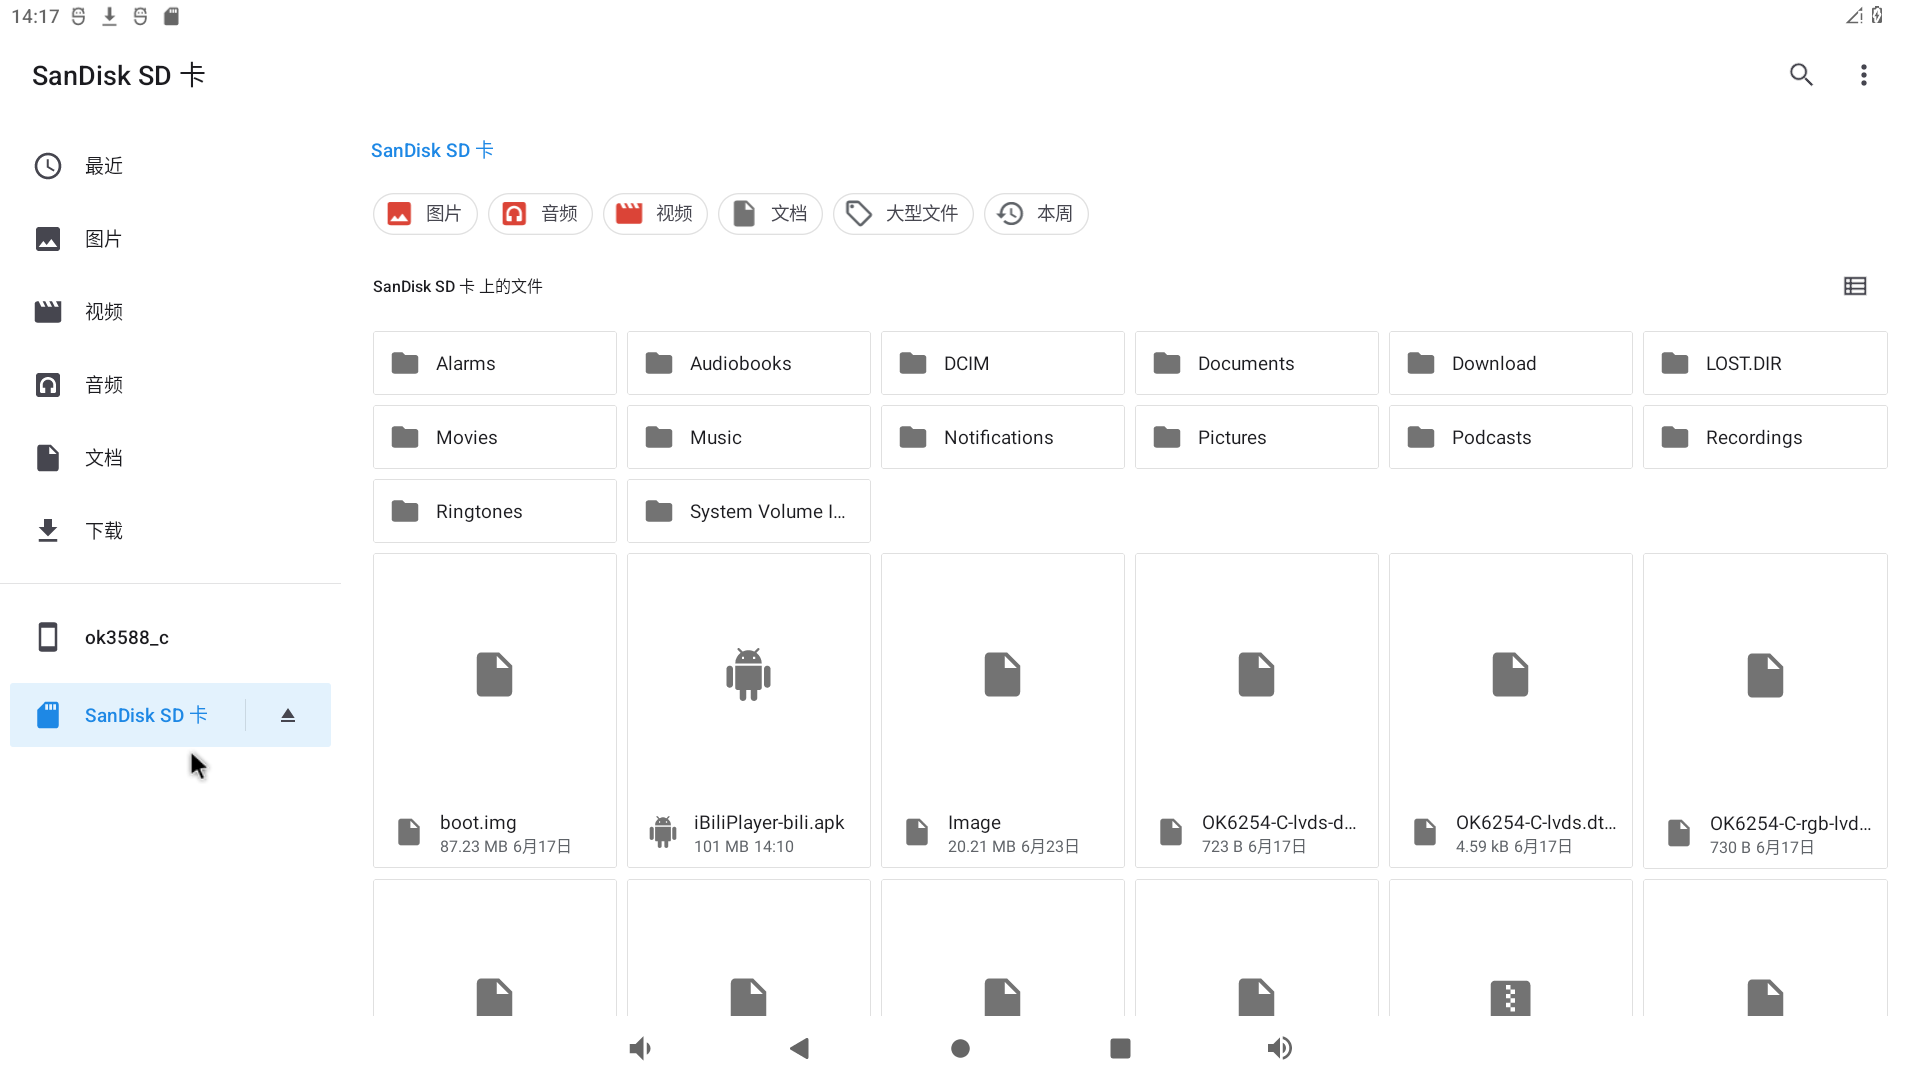 14:17
SanDisk SD 卡
最近
图片
视频
音频
文档
下载
ok3588_c
SanDisk SD 卡
SanDisk SD 卡
图片 音频 视频 文档 大型文件 本周
SanDisk SD 卡 上的文件
Alarms Audiobooks DCIM Documents Download LOST.DIR
Movies Music Notifications Pictures Podcasts Recordings
Ringtones System Volume I...
boot.img iBiliPlayer-bili.apk Image OK6254-C-lvds-d... OK6254-C-lvds.dt... OK6254-C-rgb-lvd...
87.23 MB 6月17日 101 MB 14:10 20.21 MB 6月23日 723 B 6月17日 4.59 kB 6月17日 730 B 6月17日